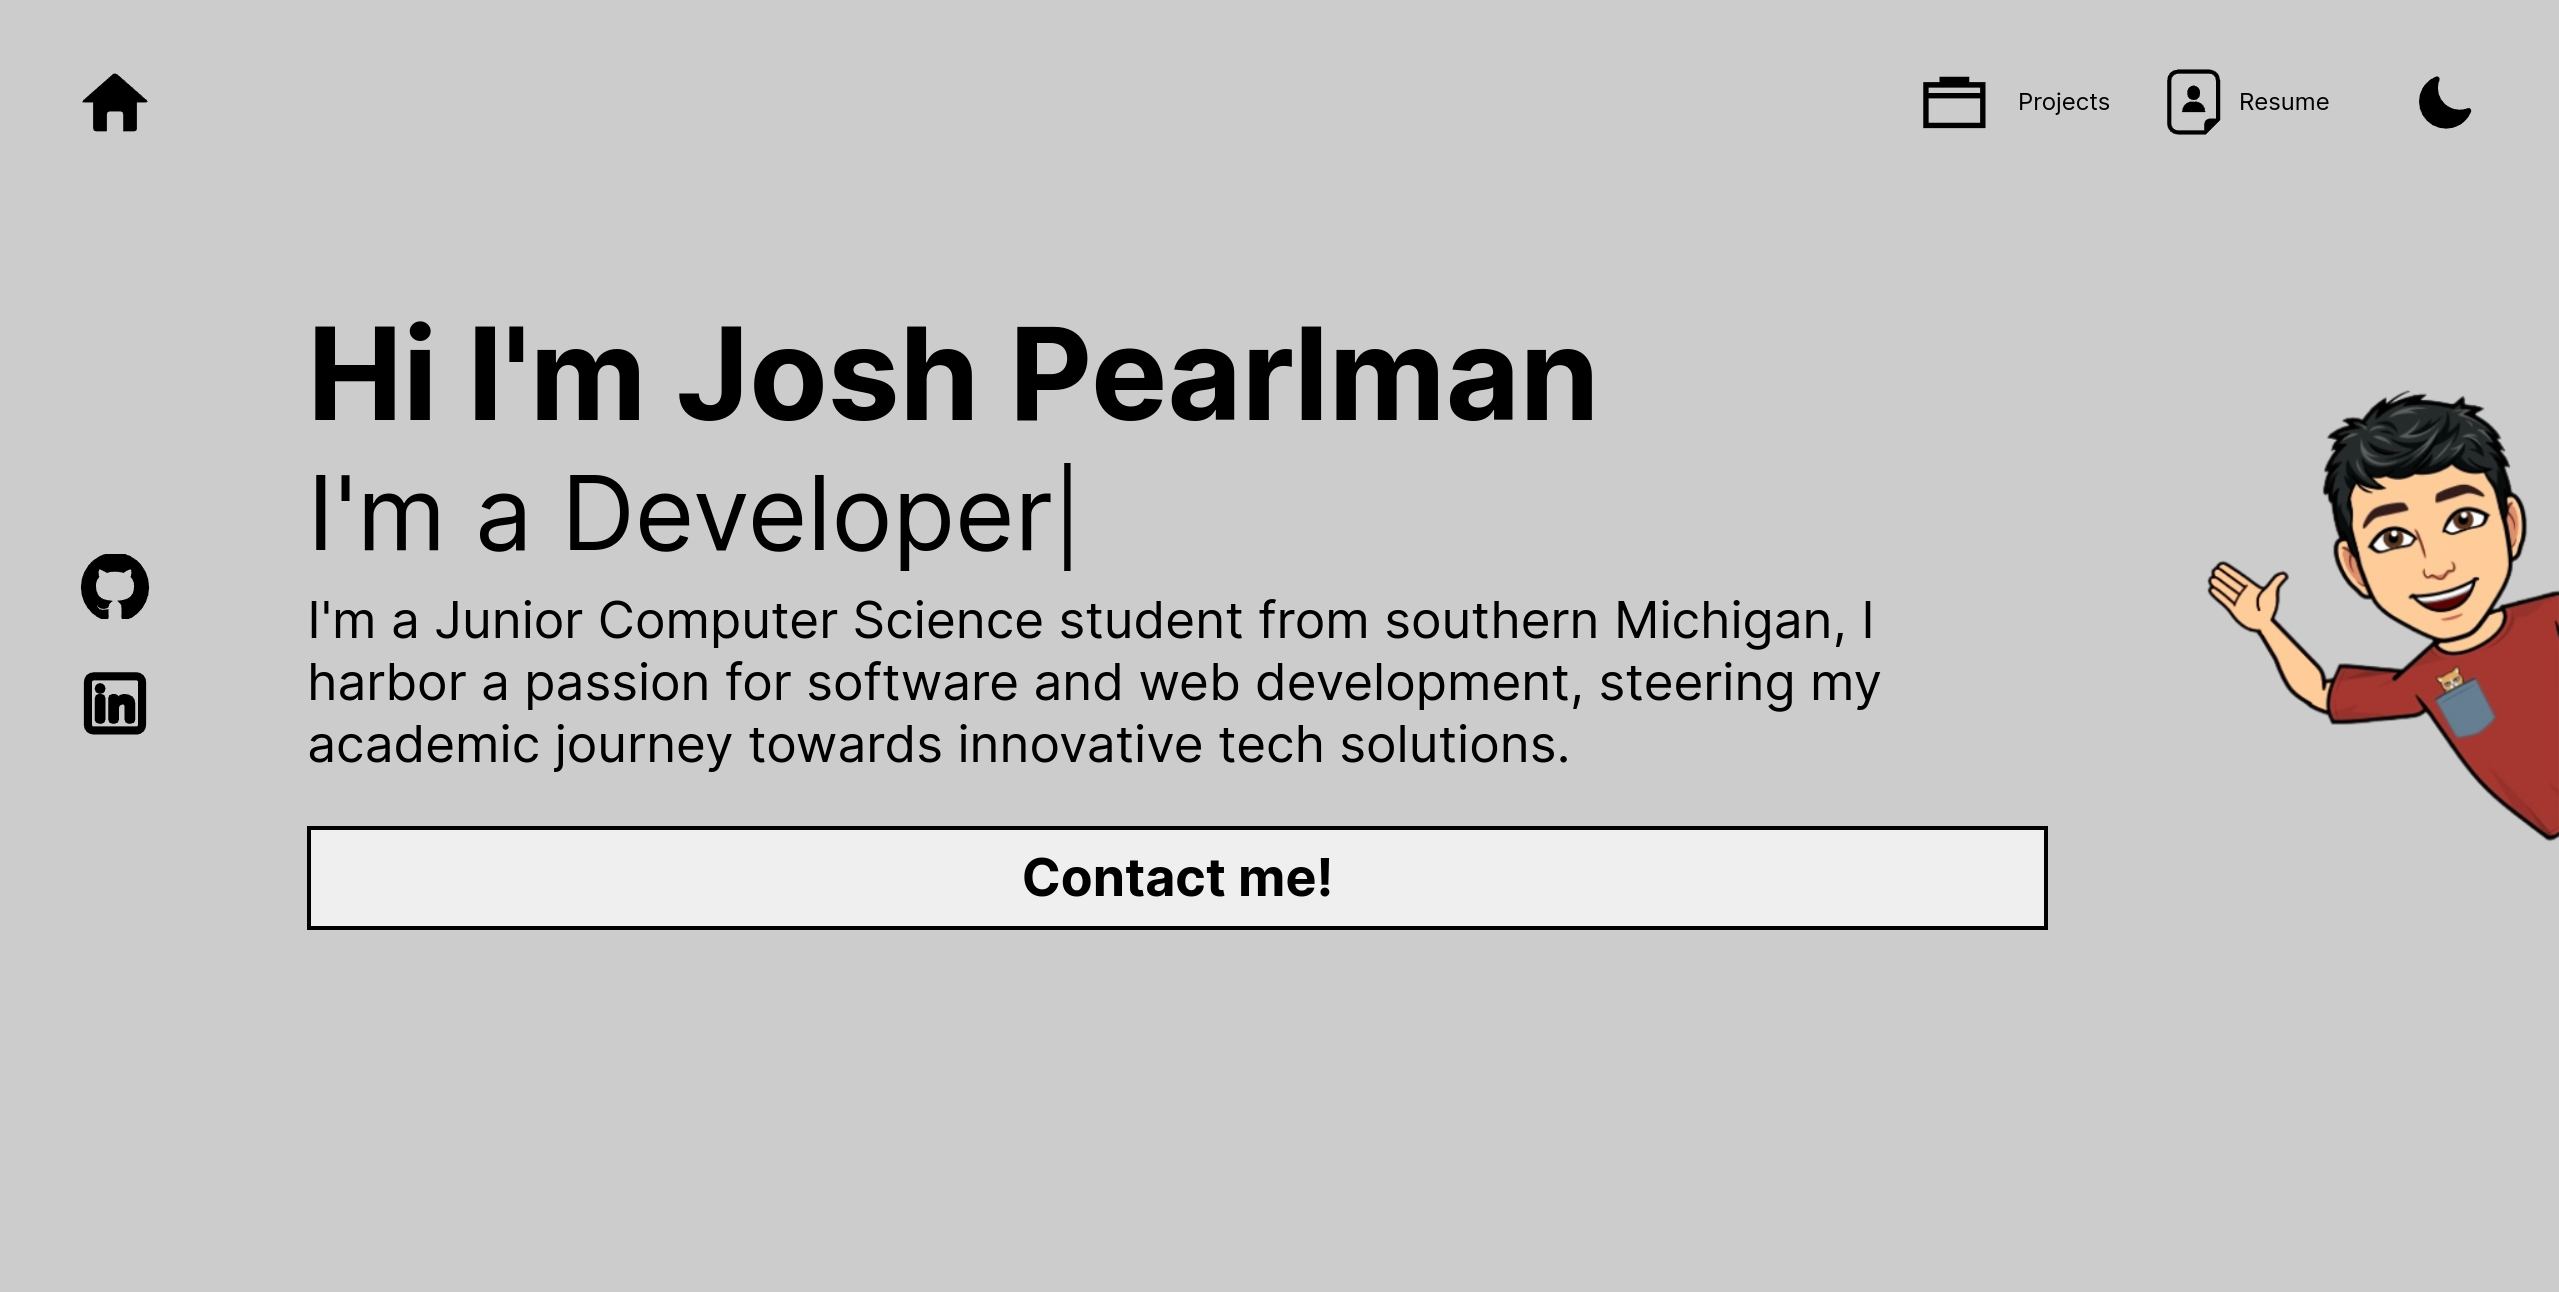 Projects
Resume
Hi I'm Josh Pearlman
I'm a Developer|
I'm a Junior Computer Science student from southern Michigan, I
harbor a passion for software and web development, steering my
academic journey towards innovative tech solutions.
in
Contact me!